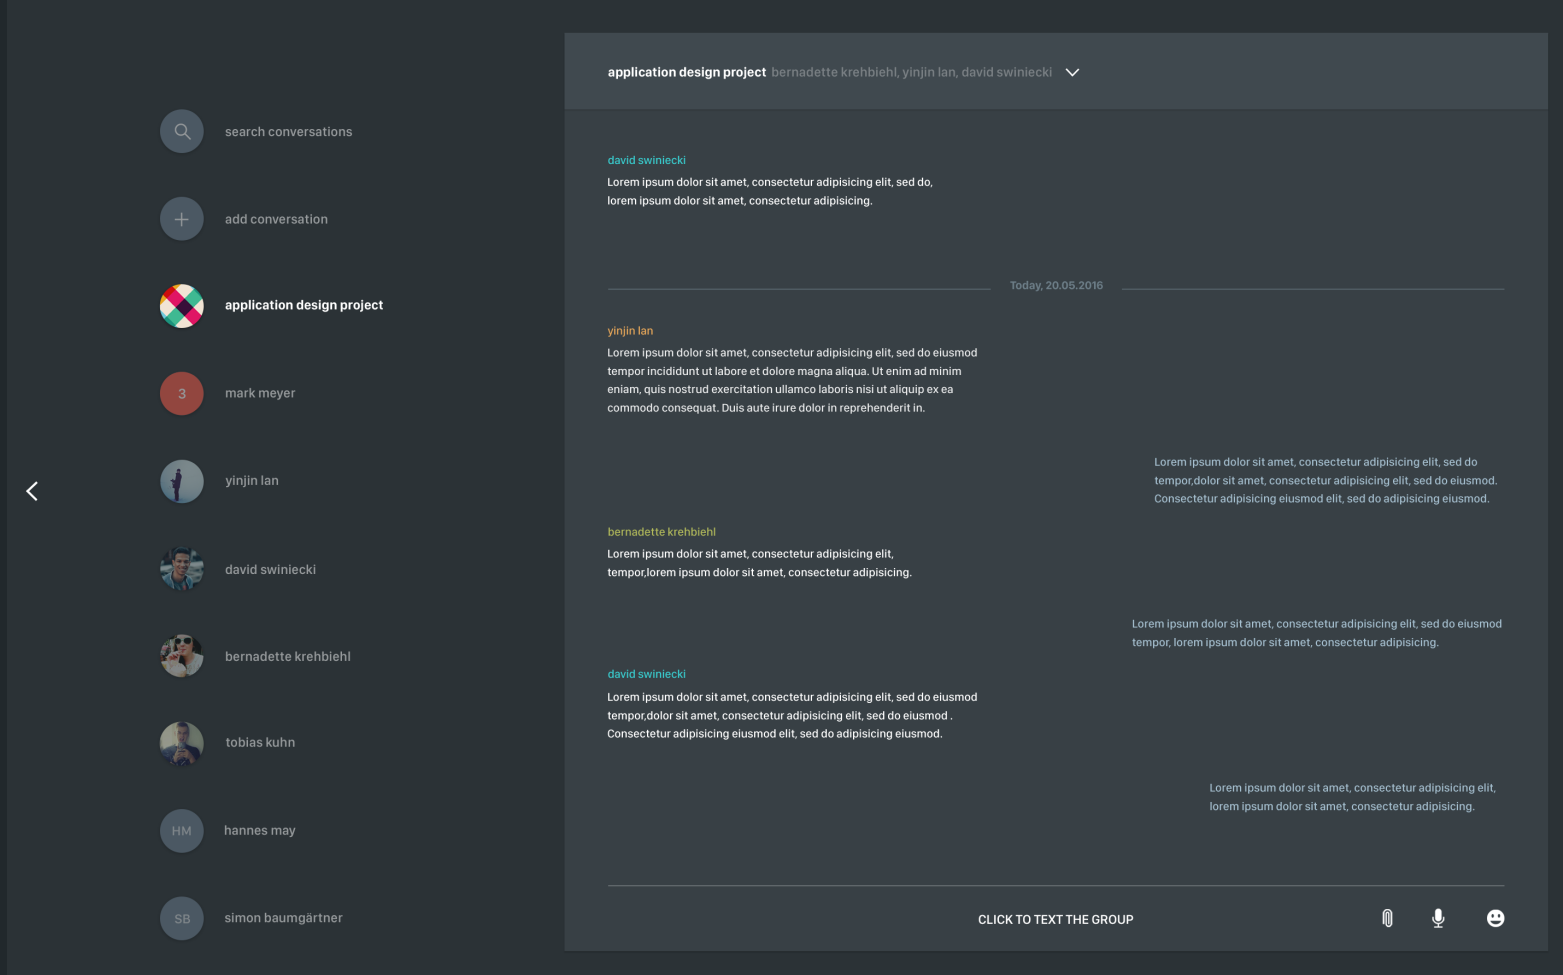 search conversations
add conversation
application design project
3
mark meyer
yinjin lan
david swiniecki
bernadette krehbiehl
tobias kuhn
HM
hannes may
SB
simon baumgärtner
application design project bernadette krehbiehl, yinjin lan, david swiniecki
david swiniecki
Lorem ipsum dolor sit amet, consectetur adipisicing elit, sed do,
lorem ipsum dolor sit amet, consectetur adipisicing.
Today, 20.05.2016
yinjin lan
Lorem ipsum dolor sit amet, consectetur adipisicing elit, sed do eiusmod
tempor incididunt ut labore et dolore magna aliqua. Ut enim ad minim
eniam, quis nostrud exercitation ullamco laboris nisi ut aliquip ex ea
commodo consequat. Duis aute irure dolor in reprehenderit in.
Lorem ipsum dolor sit amet, consectetur adipisicing elit, sed do
tempor,dolor sit amet, consectetur adipisicing elit, sed do eiusmod.
Consectetur adipisicing eiusmod elit, sed do adipisicing eiusmod.
bernadette krehbiehl
Lorem ipsum dolor sit amet, consectetur adipisicing elit,
tempor,lorem ipsum dolor sit amet, consectetur adipisicing.
Lorem ipsum dolor sit amet, consectetur adipisicing elit, sed do eiusmod
tempor, lorem ipsum dolor sit amet, consectetur adipisicing.
david swiniecki
Lorem ipsum dolor sit amet, consectetur adipisicing elit, sed do eiusmod
tempor,dolor sit amet, consectetur adipisicing elit, sed do eiusmod .
Consectetur adipisicing eiusmod elit, sed do adipisicing eiusmod.
Lorem ipsum dolor sit amet, consectetur adipisicing elit,
lorem ipsum dolor sit amet, consectetur adipisicing.
CLICK TO TEXT THE GROUP